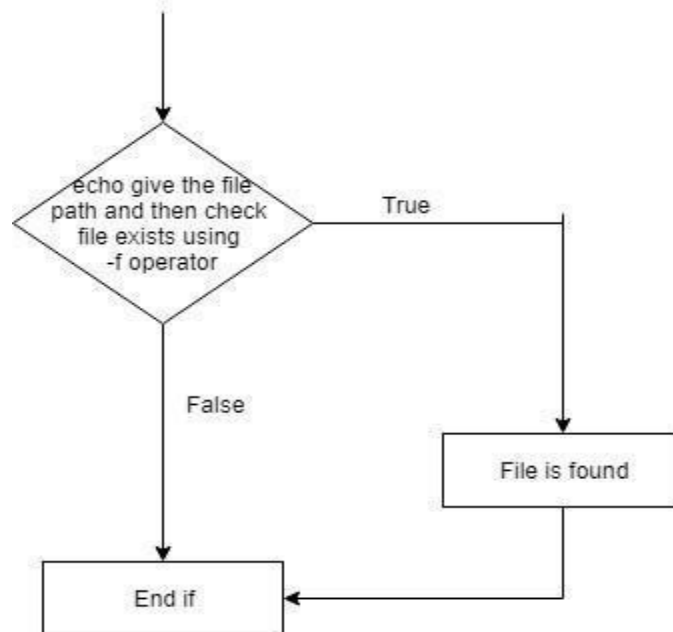 echo give the file
path and then check
file exists using
-f operator
True
False
File is found
End if